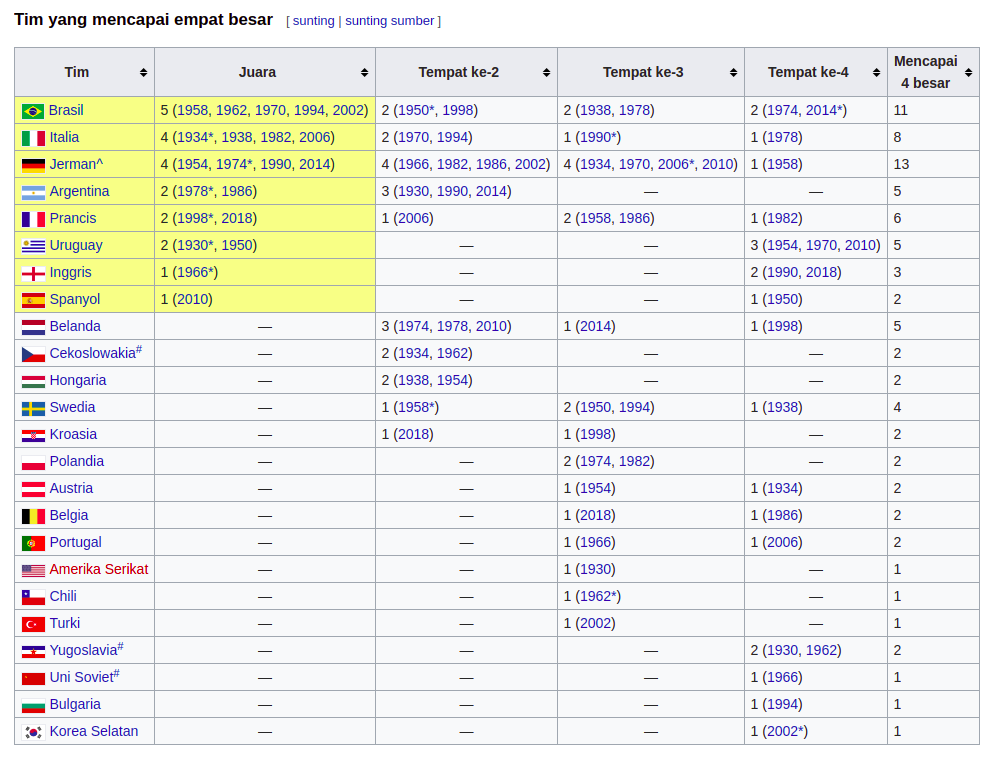 Tim yang mencapai empat besar [ sunting | sunting sumber ]
Tim Juara Tempat ke-2 Tempat ke-3 Tempat ke-4 Mencapai 4 besar
Brasil 5 (1958, 1962, 1970, 1994, 2002) 2 (1950*, 1998) 2 (1938, 1978) 2 (1974, 2014*) 11
Italia 4 (1934*, 1938, 1982, 2006) 2 (1970, 1994) 1 (1990*) 1 (1978) 8
Jerman^ 4 (1954, 1974*, 1990, 2014) 4 (1966, 1982, 1986, 2002) 4 (1934, 1970, 2006*, 2010) 1 (1958) 13
Argentina 2 (1978*, 1986) 3 (1930, 1990, 2014) — — 5
Prancis 2 (1998*, 2018) 1 (2006) 2 (1958, 1986) 1 (1982) 6
Uruguay 2 (1930*, 1950) — — 3 (1954, 1970, 2010) 5
Inggris 1 (1966*) — — 2 (1990, 2018) 3
Spanyol 1 (2010) — — 1 (1950) 2
Belanda — 3 (1974, 1978, 2010) 1 (2014) 1 (1998) 5
Cekoslowakia# — 2 (1934, 1962) — — 2
Hongaria — 2 (1938, 1954) — — 2
Swedia — 1 (1958*) 2 (1950, 1994) 1 (1938) 4
Kroasia — 1 (2018) 1 (1998) — 2
Polandia — — 2 (1974, 1982) — 2
Austria — — 1 (1954) 1 (1934) 2
Belgia — — 1 (2018) 1 (1986) 2
Portugal — — 1 (1966) 1 (2006) 2
Amerika Serikat — — 1 (1930) — 1
Chili — — 1 (1962*) — 1
Turki — — 1 (2002) — 1
Yugoslavia# — — — 2 (1930, 1962) 2
Uni Soviet# — — — 1 (1966) 1
Bulgaria — — — 1 (1994) 1
Korea Selatan — — — 1 (2002*) 1